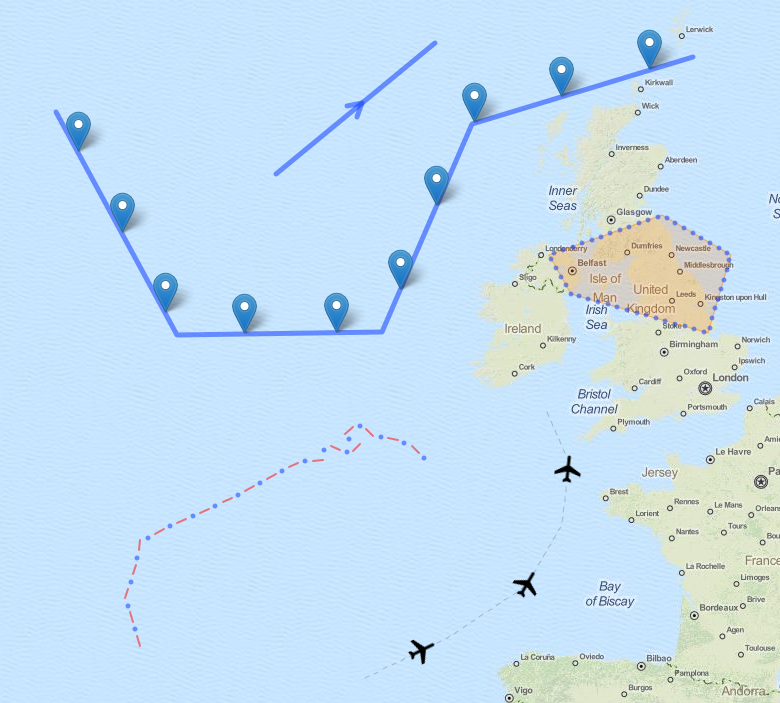 Lerwick
Kirkwall
Wick
Inverness
Aberdeen
Inner
Seas
Dundee
Glasgow
Londonderry
Dumfries
Newcastle
Belfast
Middlesbrough
Sligo
Isle of
Man
United
Kingdom
Leeds
Kingston upon Hull
Irish
Sea
Ireland
Stoke
Kilkenny
Birmingham
Norwich
Ipswich
Cork
Oxford
London
Cardiff
Bristol
Channel
Portsmouth
Calais
Plymouth
Le Havre
Jersey
Brest
Rennes
Le Mans
Lorient
Tours
Nantes
France
La Rochelle
Limoges
Bay
of Biscay
Brive
Bordeaux
Agen
Toulouse
La Coruña
Oviedo
Bilbao
Pamplona
Vigo
Burgos
Andorra